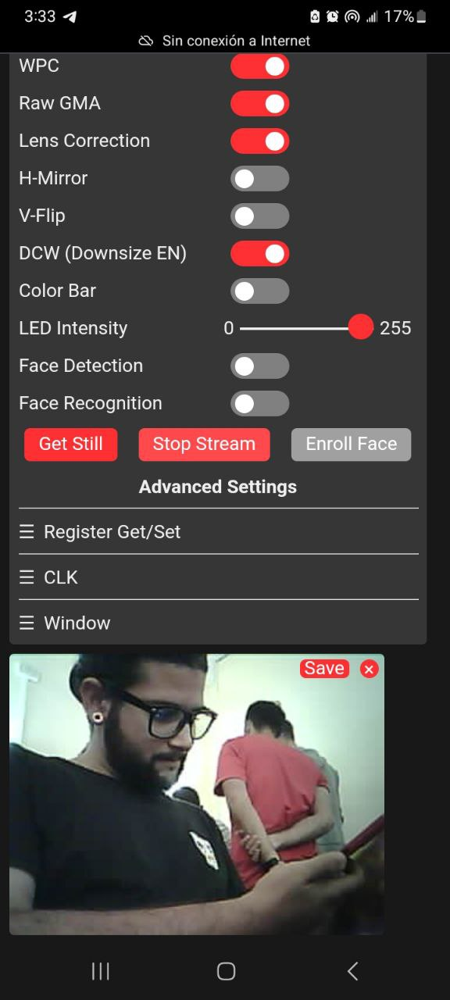 3:33 17%
Sin conexión a Internet
WPC
Raw GMA
Lens Correction
H-Mirror
V-Flip
DCW (Downsize EN)
Color Bar
LED Intensity 0 255
Face Detection
Face Recognition
Get Still Stop Stream Enroll Face
Advanced Settings
Register Get/Set
CLK
Window
Save